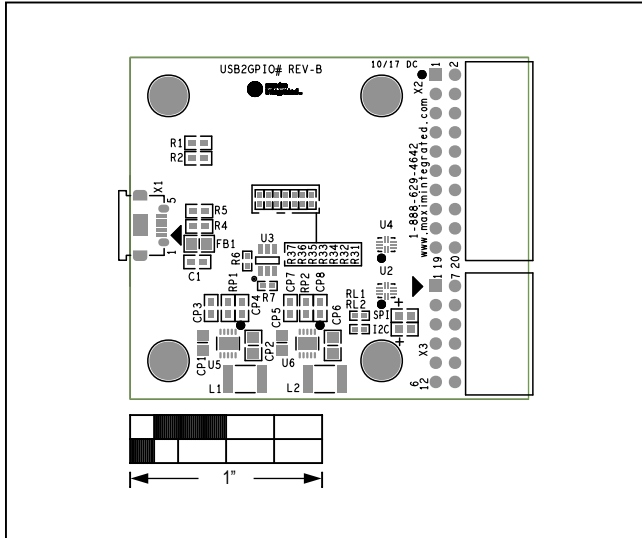 USB2GPIO# REV-B
maxim
integrated™
10/17 DC
X2
1
2
1-888-629-4642
www.maximintegrated.com
R1
R2
X1
5
1
R5
R4
FB1
C1
R6
U3
R7
R37
R36
R35
R33
R34
R32
R31
U4
U2
19
20
1
7
RL1
RL2
SPI
I2C
+
+
X3
6
12
CP3
RP1
CP4
CP7
RP2
CP8
CP5
CP6
CP1
U5
CP2
U6
L1
L2
1"